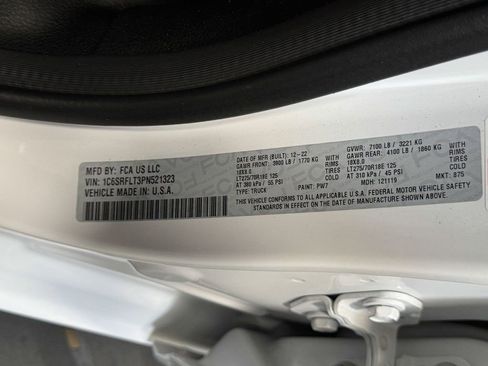 MFD BY: FCA US LLC
VIN: 1C6SRFLT3PN521323
VEHICLE MADE IN: U.S.A.
DATE OF MFR (BUILT): 12-22
GAWR FRONT: 3900 LB / 1770 KG
18X8.0 RIMS
LT275/70R18E 125 TIRES
AT 380 kPa / 55 PSI COLD
TYPE: TRUCK PAINT: PW7
GVWR: 7100 LB / 3221 KG
GAWR REAR: 4100 LB / 1860 KG
18X8.0 RIMS
LT275/70R18E 125 TIRES
AT 310 kPa / 45 PSI COLD
MDH: 121119 MKT: 875
THIS VEHICLE CONFORMS TO ALL APPLICABLE U.S.A. FEDERAL MOTOR VEHICLE
SAFETY STANDARDS IN EFFECT ON THE DATE OF MANUFACTURE SHOWN ABOVE.